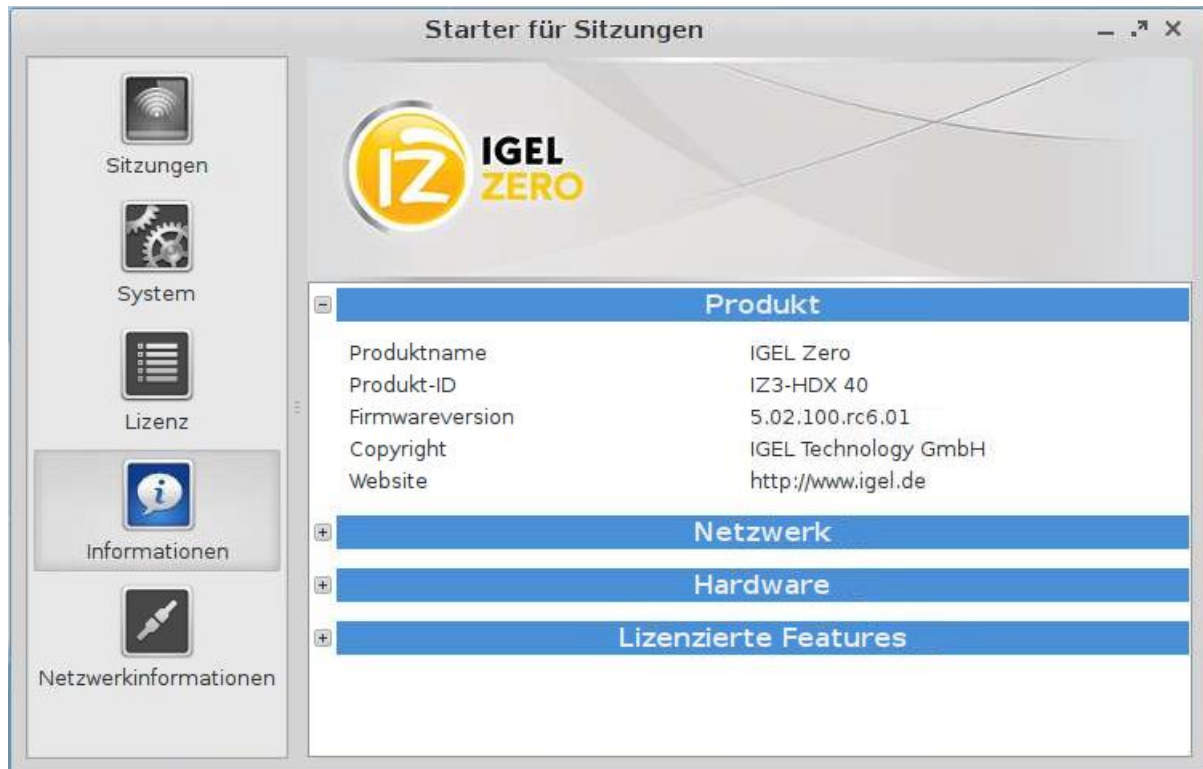 Starter für Sitzungen
Sitzungen
System
Lizenz
Informationen
Netzwerkinformationen
IZ IGEL
ZERO
Produkt
Produktname IGEL Zero
Produkt-ID IZ3-HDX 40
Firmwareversion 5.02.100.rc6.01
Copyright IGEL Technology GmbH
Website http://www.igel.de
Netzwerk
Hardware
Lizenzierte Features